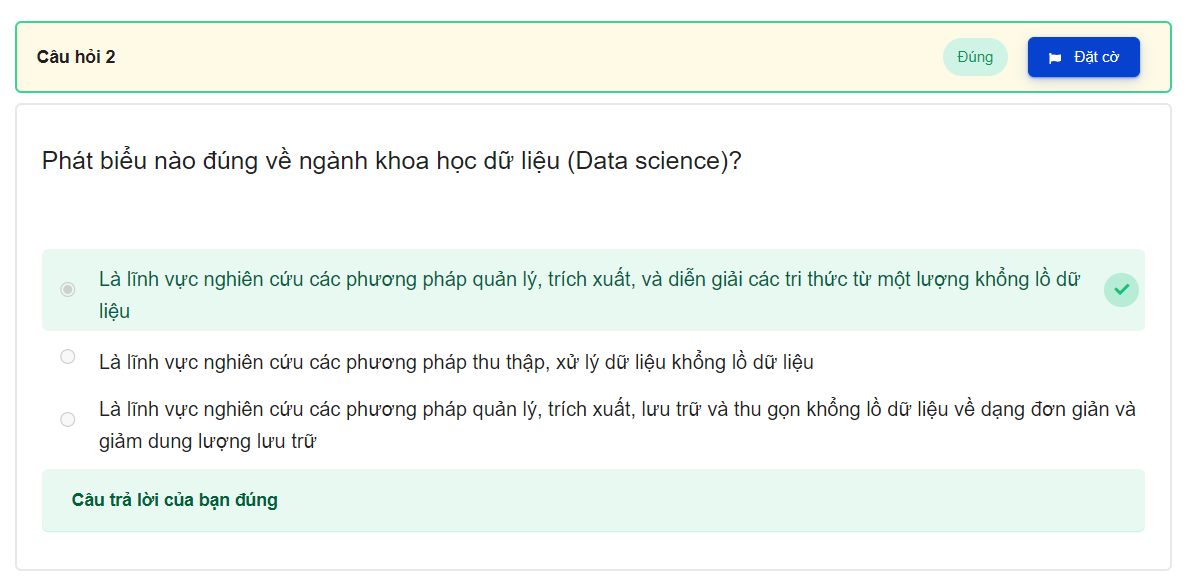 Câu hỏi 2
Đúng
Đặt cờ
Phát biểu nào đúng về ngành khoa học dữ liệu (Data science)?
Là lĩnh vực nghiên cứu các phương pháp quản lý, trích xuất, và diễn giải các tri thức từ một lượng khổng lồ dữ
liệu
Là lĩnh vực nghiên cứu các phương pháp thu thập, xử lý dữ liệu khổng lồ dữ liệu
Là lĩnh vực nghiên cứu các phương pháp quản lý, trích xuất, lưu trữ và thu gọn khổng lồ dữ liệu về dạng đơn giản và
giảm dung lượng lưu trữ
Câu trả lời của bạn đúng